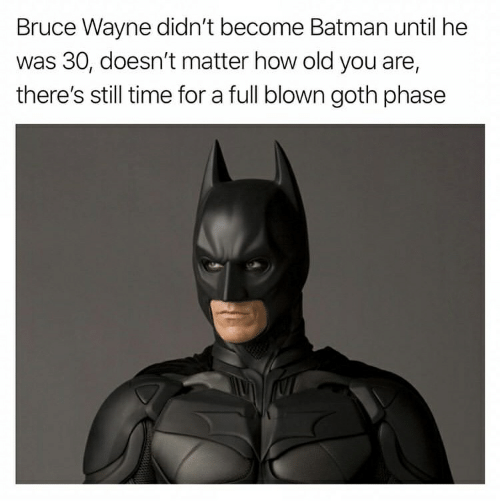 Bruce Wayne didn’t become Batman until he
was 30, doesn’t matter how old you are,
there’s still time for a full blown goth phase